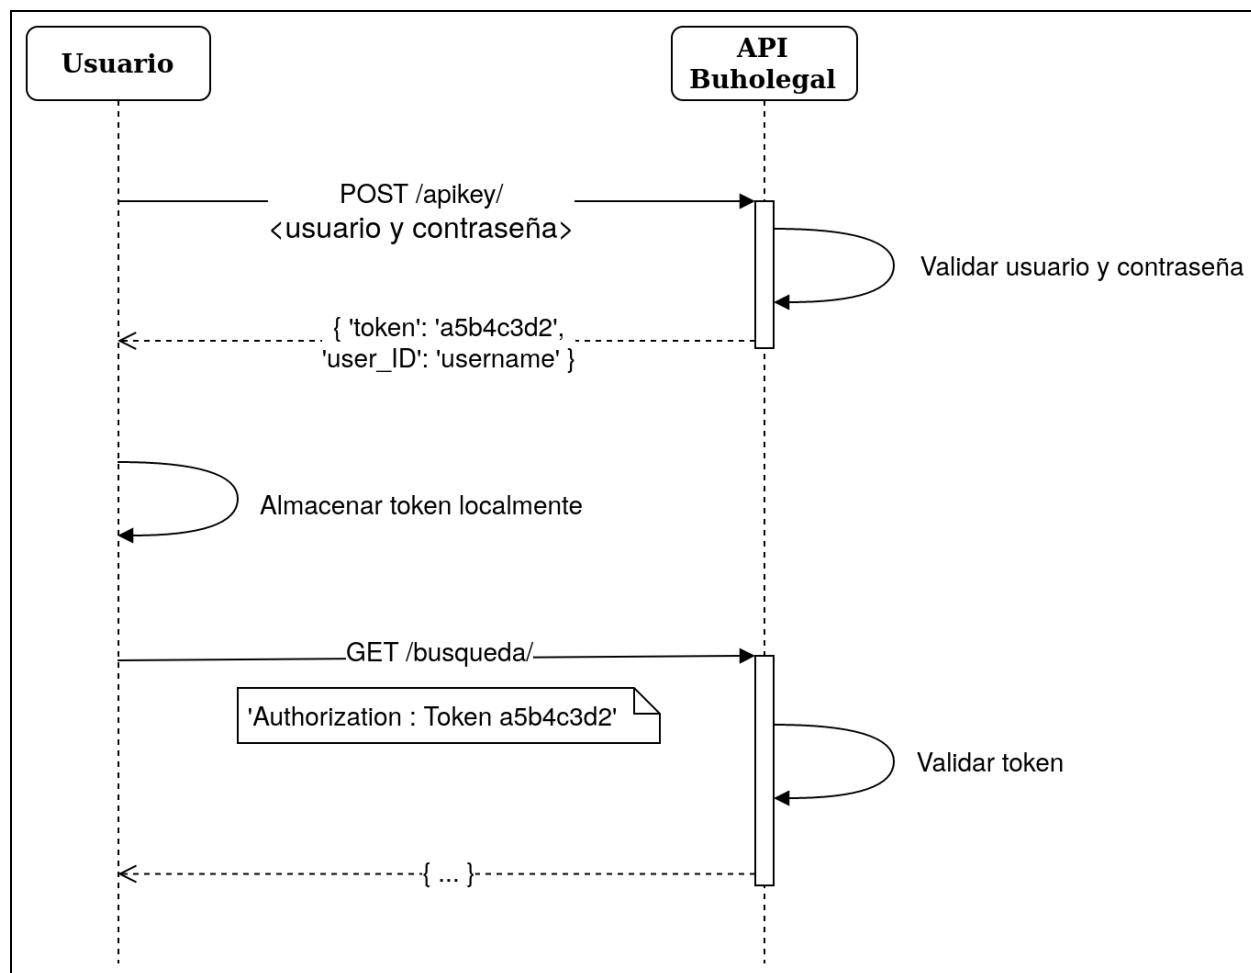 Usuario
API
Buholegal
POST /apikey/
<usuario y contraseña>
Validar usuario y contraseña
{ 'token': 'a5b4c3d2',
'user_ID': 'username' }
Almacenar token localmente
GET /busqueda/
'Authorization : Token a5b4c3d2'
Validar token
{ ... }